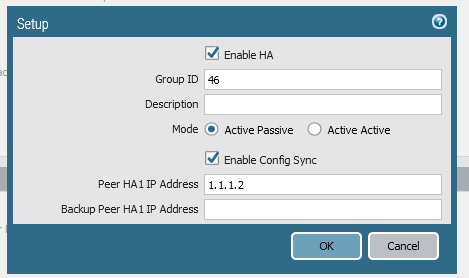 Setup
Enable HA
Group ID 46
Description
Mode Active Passive Active Active
Enable Config Sync
Peer HA1 IP Address 1.1.1.2
Backup Peer HA1 IP Address
OK Cancel